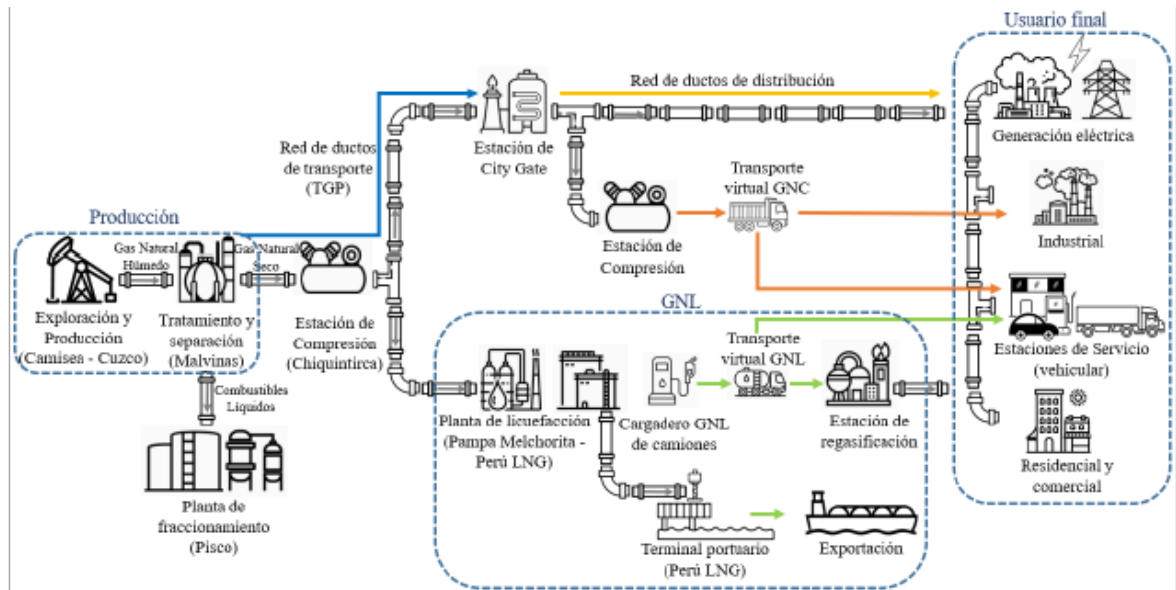 Usuario final
Red de ductos de distribución
Generación eléctrica
Estación de
City Gate
Red de ductos
de transporte
(TGP)
Transporte
virtual GNC
Estación de
Compresión
Industrial
Producción
Gas Natural
Húmedo
Gas Natural
Seco
Exploración y
Producción
(Camisea - Cuzco)
Tratamiento y
separación
(Malvinas)
Estación de
Compresión
(Chiquintirca)
Combustibles
Líquidos
Planta de
fraccionamiento
(Pisco)
GNL
Planta de licuefacción
(Pampa Melchorita -
Perú LNG)
Cargadero GNL
de camiones
Transporte
virtual GNL
Estación de
regasificación
Terminal portuario
(Perú LNG)
Exportación
Estaciones de Servicio
(vehicular)
Residencial y
comercial